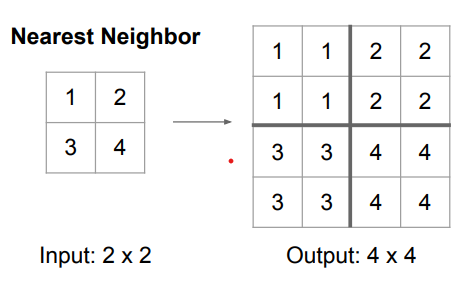 Nearest Neighbor
1 2
3 4
1 1 2 2
1 1 2 2
3 3 4 4
3 3 4 4
Input: 2 x 2
Output: 4 x 4